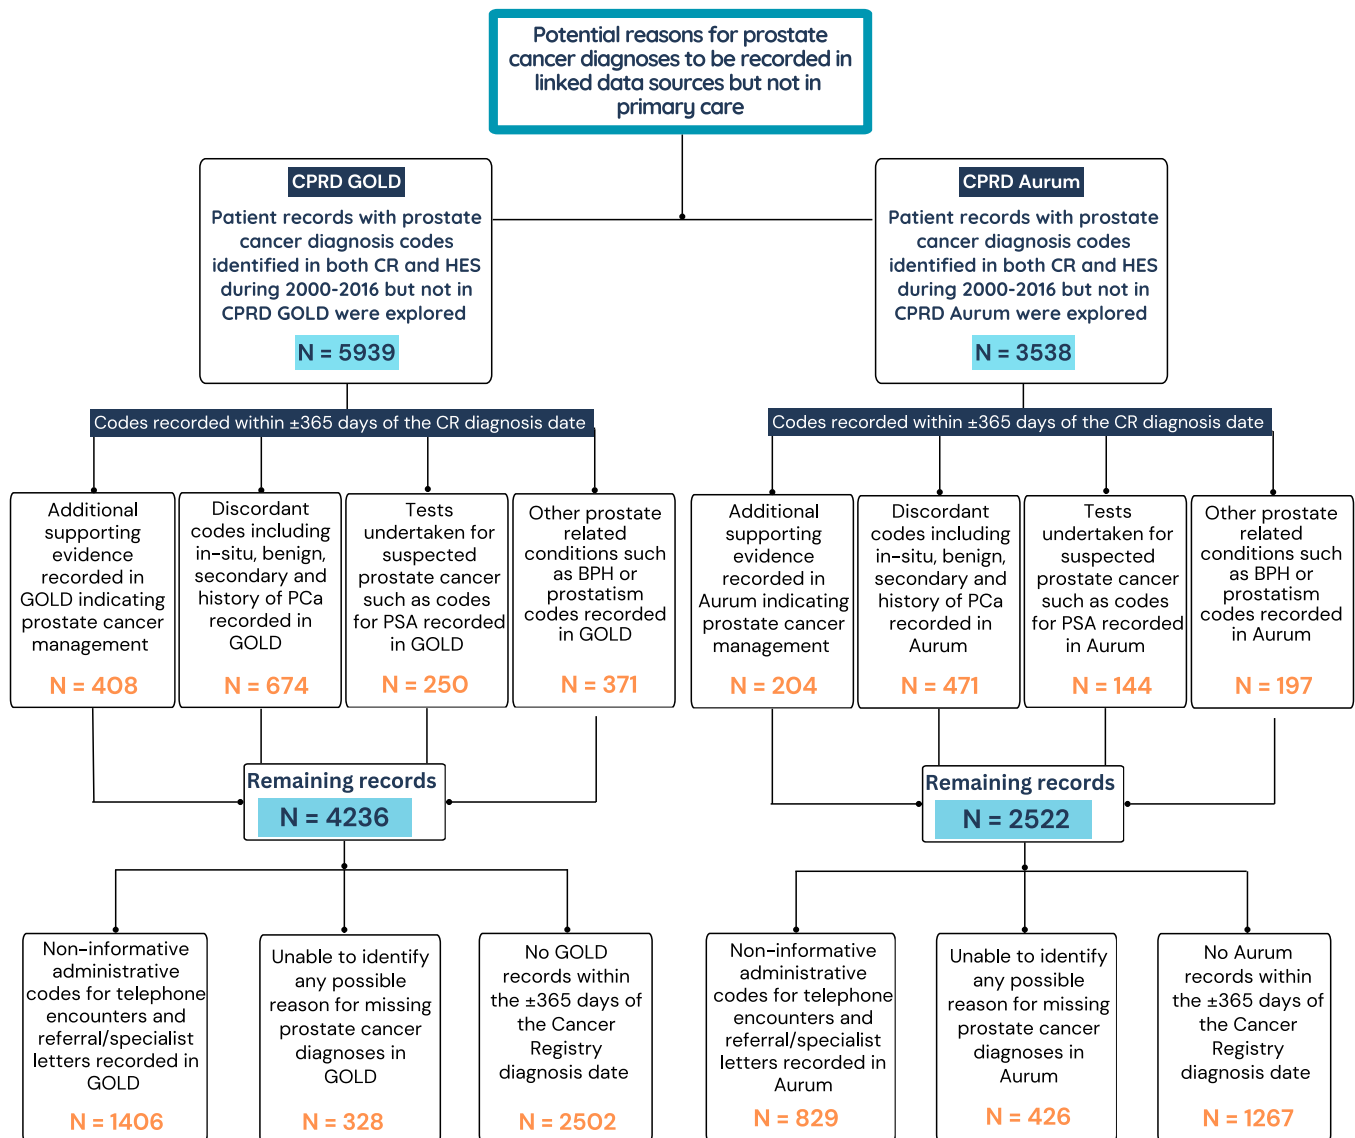 Potential reasons for prostate
cancer diagnoses to be recorded in
linked data sources but not in
primary care
CPRD GOLD
Patient records with prostate
cancer diagnosis codes
identified in both CR and HES
during 2000-2016 but not in
CPRD GOLD were explored
N = 5939
CPRD Aurum
Patient records with prostate
cancer diagnosis codes
identified in both CR and HES
during 2000-2016 but not in
CPRD Aurum were explored
N = 3538
Codes recorded within ±365 days of the CR diagnosis date
Codes recorded within ±365 days of the CR diagnosis date
Additional
supporting
evidence
recorded in
GOLD indicating
prostate cancer
management
N = 408
Discordant
codes including
in-situ, benign,
secondary and
history of PCa
recorded in
GOLD
N = 674
Tests
undertaken for
suspected
prostate cancer
such as codes
for PSA recorded
in GOLD
N = 250
Other prostate
related
conditions such
as BPH or
prostatism
codes recorded
in GOLD
N = 371
Additional
supporting
evidence
recorded in
Aurum indicating
prostate cancer
management
N = 204
Discordant
codes including
in-situ, benign,
secondary and
history of PCa
recorded in
Aurum
N = 471
Tests
undertaken for
suspected
prostate cancer
such as codes
for PSA recorded
in Aurum
N = 144
Other prostate
related
conditions such
as BPH or
prostatism
codes recorded
in Aurum
N = 197
Remaining records
N = 4236
Remaining records
N = 2522
Non-informative
administrative
codes for telephone
encounters and
referral/specialist
letters recorded in
GOLD
N = 1406
Unable to identify
any possible
reason for missing
prostate cancer
diagnoses in
GOLD
N = 328
No GOLD
records within
the ±365 days of
the Cancer
Registry
diagnosis date
N = 2502
Non-informative
administrative
codes for telephone
encounters and
referral/specialist
letters recorded in
Aurum
N = 829
Unable to identify
any possible
reason for missing
prostate cancer
diagnoses in
Aurum
N = 426
No Aurum
records within
the ±365 days of
the Cancer
Registry
diagnosis date
N = 1267